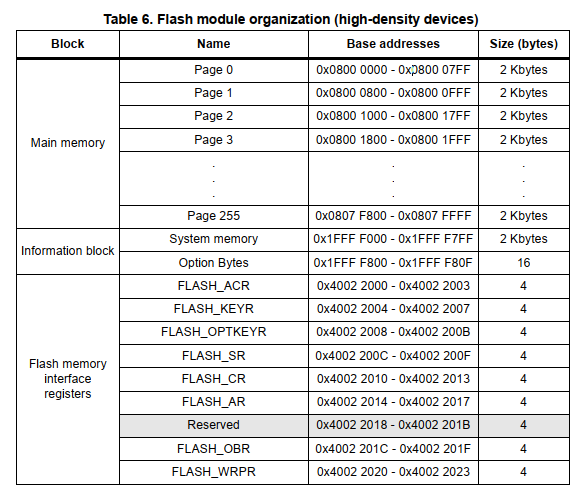 Table 6. Flash module organization (high-density devices)
Block Name Base addresses Size (bytes)
Main memory
Page 0 0x0800 0000 - 0x0800 07FF 2 Kbytes
Page 1 0x0800 0800 - 0x0800 0FFF 2 Kbytes
Page 2 0x0800 1000 - 0x0800 17FF 2 Kbytes
Page 3 0x0800 1800 - 0x0800 1FFF 2 Kbytes
. . .
. . .
. . .
Page 255 0x0807 F800 - 0x0807 FFFF 2 Kbytes
Information block
System memory 0x1FFF F000 - 0x1FFF F7FF 2 Kbytes
Option Bytes 0x1FFF F800 - 0x1FFF F80F 16
Flash memory
interface
registers
FLASH_ACR 0x4002 2000 - 0x4002 2003 4
FLASH_KEYR 0x4002 2004 - 0x4002 2007 4
FLASH_OPTKEYR 0x4002 2008 - 0x4002 200B 4
FLASH_SR 0x4002 200C - 0x4002 200F 4
FLASH_CR 0x4002 2010 - 0x4002 2013 4
FLASH_AR 0x4002 2014 - 0x4002 2017 4
Reserved 0x4002 2018 - 0x4002 201B 4
FLASH_OBR 0x4002 201C - 0x4002 201F 4
FLASH_WRPR 0x4002 2020 - 0x4002 2023 4